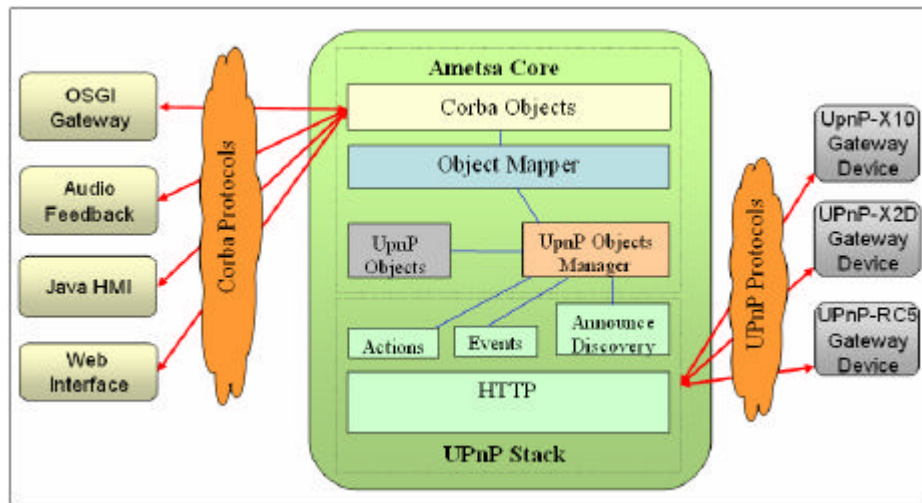 OSGI
Gateway
Audio
Feedback
Java HMI
Web
Interface
Corba Protocols
Ametsa Core
Corba Objects
Object Mapper
UpnP
Objects
UpnP Objects
Manager
Actions
Events
Announce
Discovery
HTTP
UPnP Stack
UPnP Protocols
UpnP-X10
Gateway
Device
UPnP-X2D
Gateway
Device
UPnP-RC5
Gateway
Device